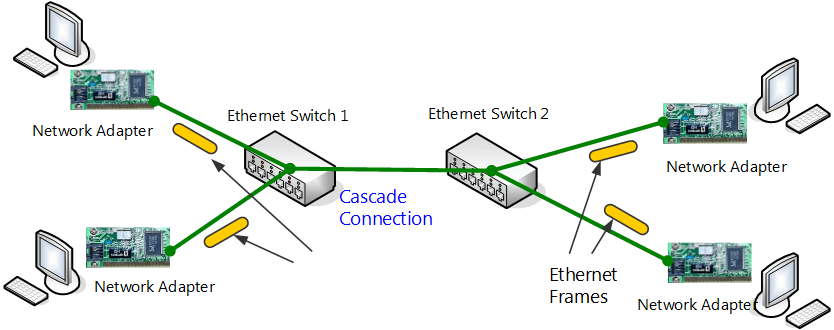 Network Adapter
Ethernet Switch 1
Ethernet Switch 2
Network Adapter
Cascade
Connection
Network Adapter
Ethernet
Frames
Network Adapter